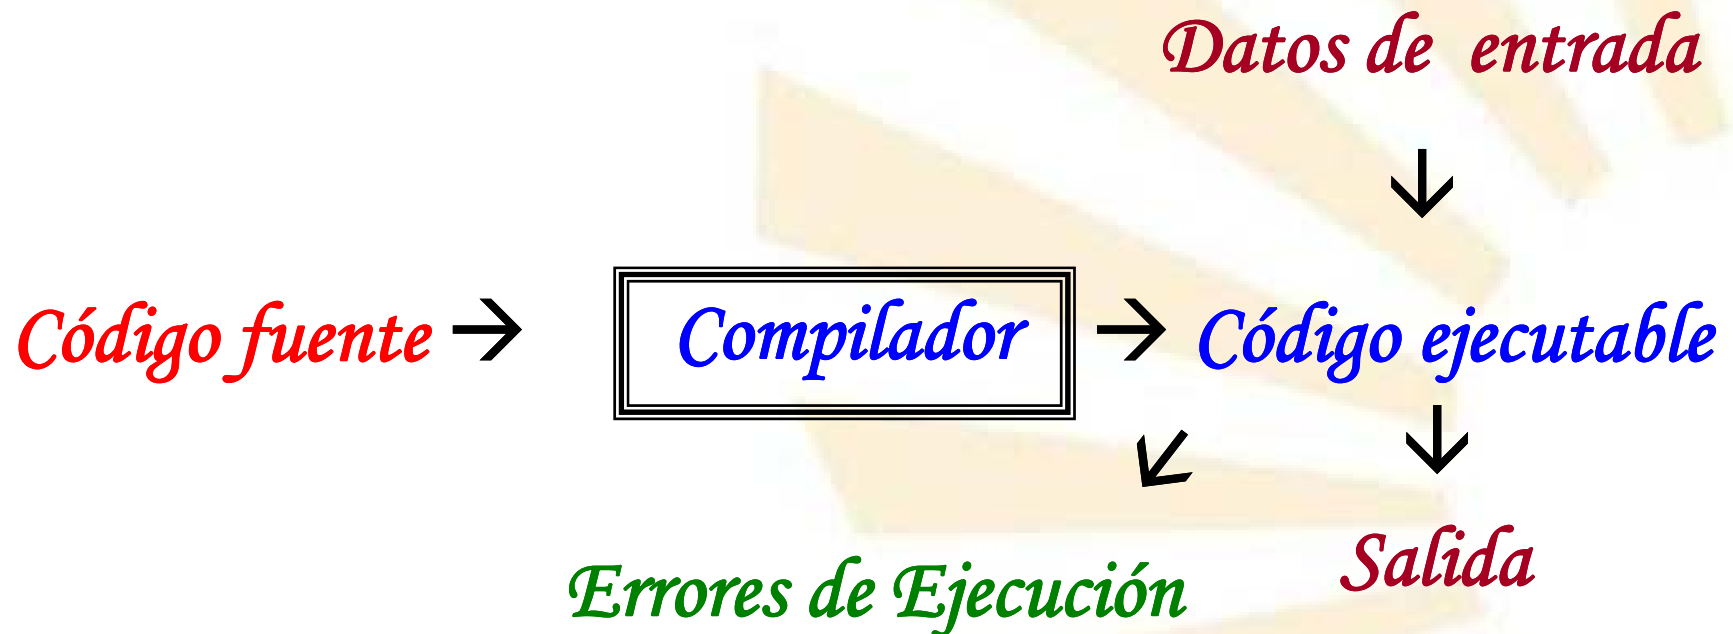 Datos de entrada
Código fuente → Compilador → Código ejecutable
Salida
Errores de Ejecución